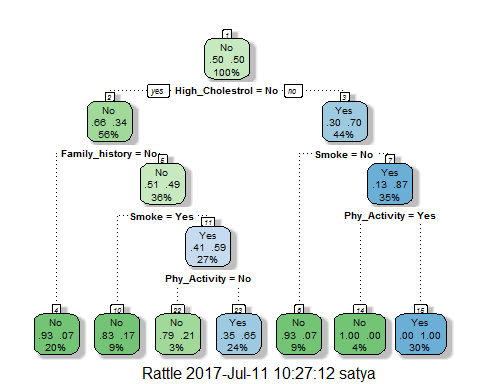 1
No
.50 .50
100%
yes High_Cholestrol = No no
2
No
.66 .34
56%
3
Yes
.30 .70
44%
Family_history = No
Smoke = No
5
No
.51 .49
36%
7
Yes
.13 .87
35%
Smoke = Yes
Phy_Activity = Yes
11
Yes
.41 .59
27%
Phy_Activity = No
4
No
.93 .07
20%
10
No
.83 .17
9%
22
No
.79 .21
3%
23
Yes
.35 .65
24%
6
No
.93 .07
9%
14
No
1.00 .00
4%
15
Yes
.00 1.00
30%
Rattle 2017-Jul-11 10:27:12 satya